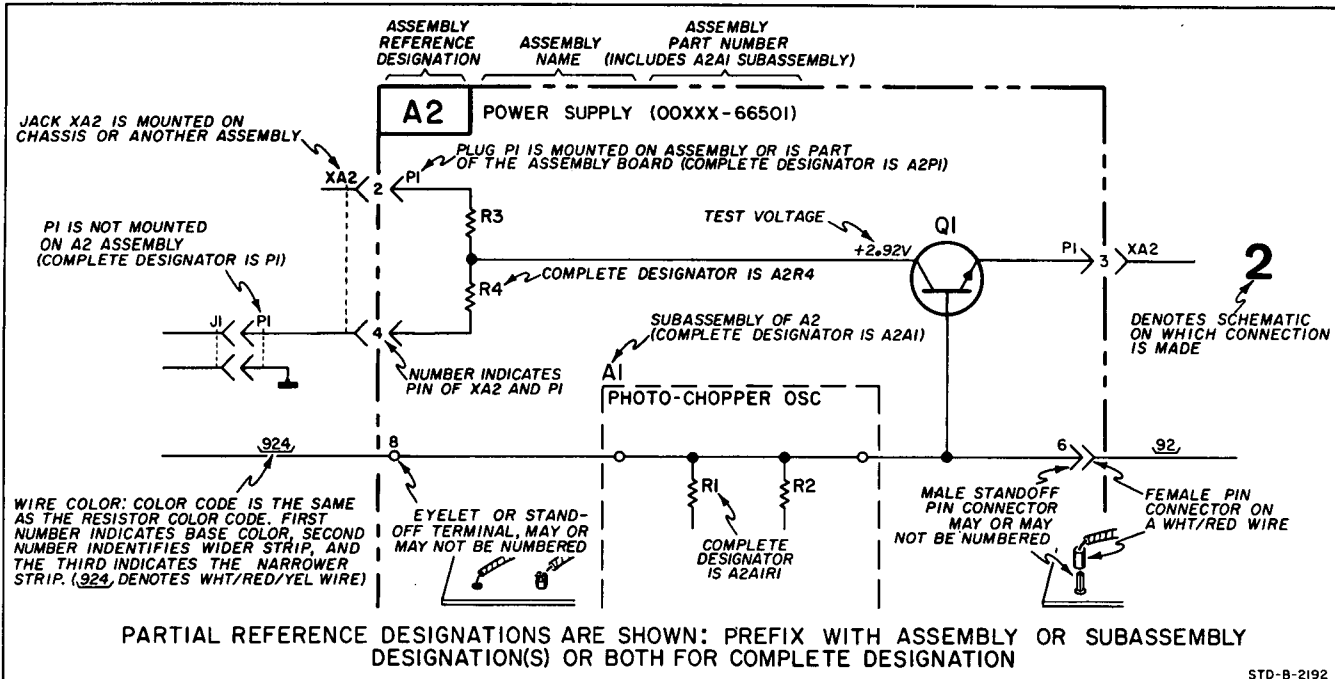 ASSEMBLY
REFERENCE
DESIGNATION
ASSEMBLY
NAME
ASSEMBLY
PART NUMBER
(INCLUDES A2A1 SUBASSEMBLY)
A2
POWER SUPPLY (00XXX-66501)
JACK XA2 IS MOUNTED ON
CHASSIS OR ANOTHER ASSEMBLY
PLUG P1 IS MOUNTED ON ASSEMBLY OR IS PART
OF THE ASSEMBLY BOARD (COMPLETE DESIGNATOR IS A2P1)
XA2
2
P1
R3
TEST VOLTAGE
+2.92V
Q1
P1
3
XA2
2
P1 IS NOT MOUNTED
ON A2 ASSEMBLY
(COMPLETE DESIGNATOR IS P1)
R4
COMPLETE DESIGNATOR IS A2R4
DENOTES SCHEMATIC
ON WHICH CONNECTION
IS MADE
J1
P1
4
SUBASSEMBLY OF A2
(COMPLETE DESIGNATOR IS A2A1)
NUMBER INDICATES
PIN OF XA2 AND P1
A1
PHOTO-CHOPPER OSC
924
8
6
92
R1
R2
WIRE COLOR: COLOR CODE IS THE SAME
AS THE RESISTOR COLOR CODE. FIRST
NUMBER INDICATES BASE COLOR, SECOND
NUMBER INDENTIFIES WIDER STRIP, AND
THE THIRD INDICATES THE NARROWER
STRIP. (924 DENOTES WHT/RED/YEL WIRE)
EYELET OR STAND-
OFF TERMINAL, MAY OR
MAY NOT BE NUMBERED
COMPLETE
DESIGNATOR
IS A2A1R1
MALE STANDOFF
PIN CONNECTOR
MAY OR MAY
NOT BE NUMBERED
FEMALE PIN
CONNECTOR ON
A WHT/RED WIRE
PARTIAL REFERENCE DESIGNATIONS ARE SHOWN: PREFIX WITH ASSEMBLY OR SUBASSEMBLY
DESIGNATION(S) OR BOTH FOR COMPLETE DESIGNATION
STD-B-2192